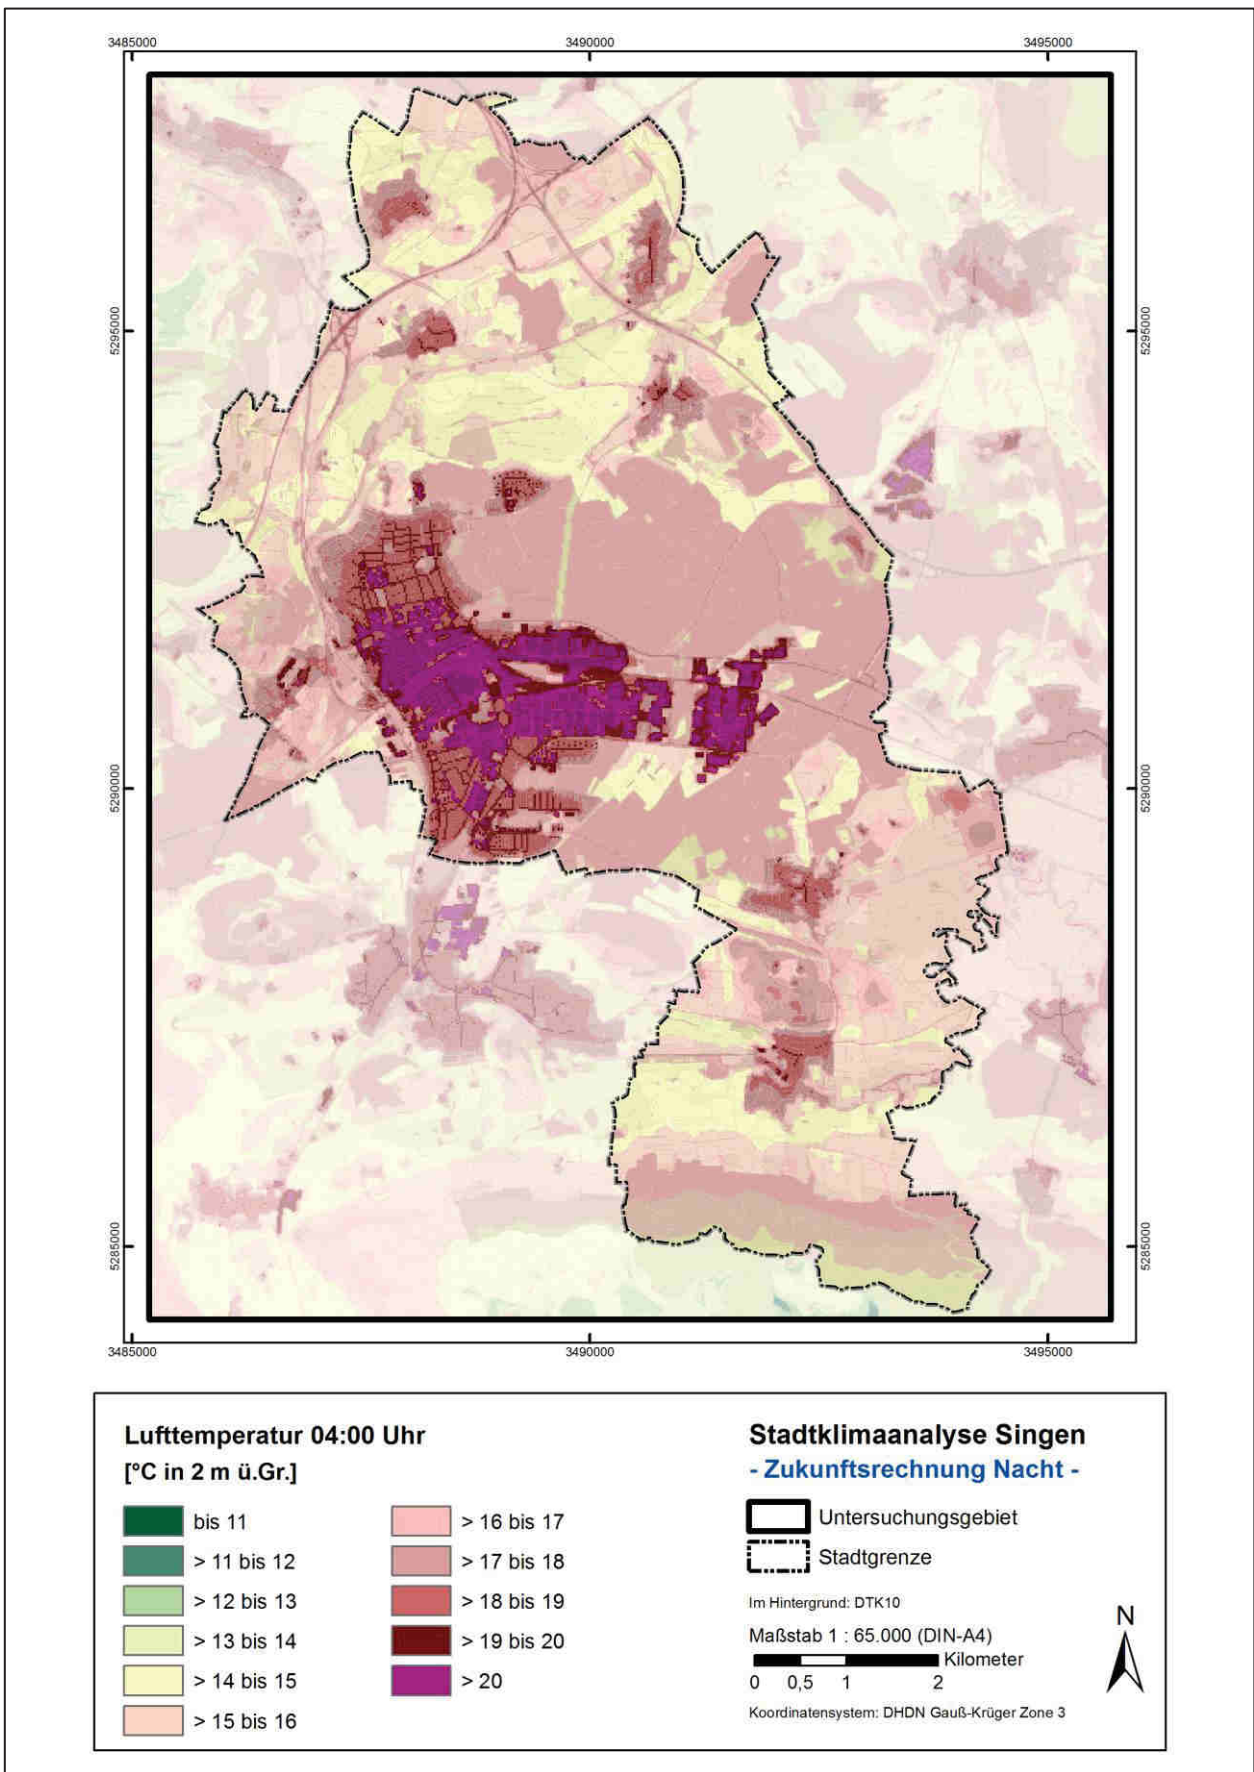 3485000 3490000 3495000
5295000 5295000
5290000 5290000
5285000 5285000
3485000 3490000 3495000
Lufttemperatur 04:00 Uhr
[°C in 2 m ü.Gr.]
bis 11
> 11 bis 12
> 12 bis 13
> 13 bis 14
> 14 bis 15
> 15 bis 16
> 16 bis 17
> 17 bis 18
> 18 bis 19
> 19 bis 20
> 20
Stadtklimaanalyse Singen
- Zukunftsrechnung Nacht -
Untersuchungsgebiet
Stadtgrenze
Im Hintergrund: DTK10
Maßstab 1 : 65.000 (DIN-A4)
Kilometer
0 0,5 1 2
Koordinatensystem: DHDN Gauß-Krüger Zone 3
N